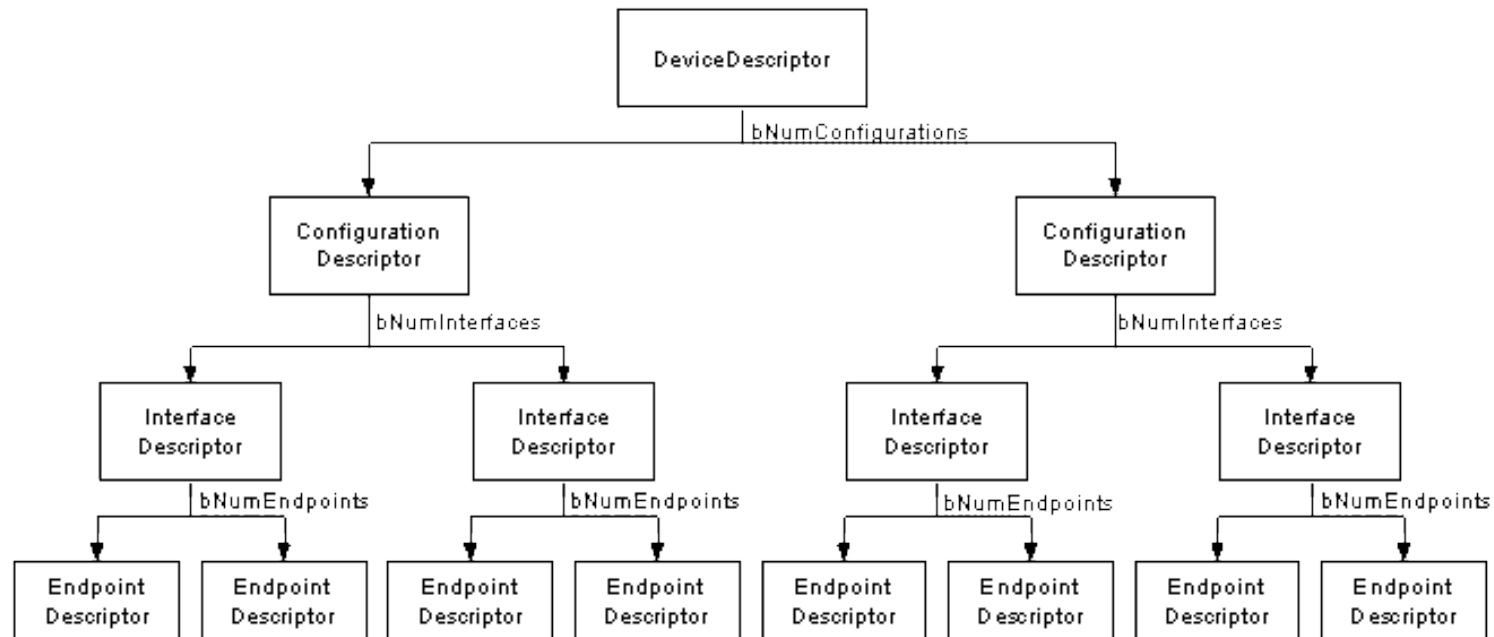 DeviceDescriptor
bNumConfigurations
Configuration
Descriptor
Configuration
Descriptor
bNumInterfaces
bNumInterfaces
Interface
Descriptor
Interface
Descriptor
Interface
Descriptor
Interface
Descriptor
bNumEndpoints
bNumEndpoints
bNumEndpoints
bNumEndpoints
Endpoint
Descriptor
Endpoint
Descriptor
Endpoint
Descriptor
Endpoint
Descriptor
Endpoint
Descriptor
Endpoint
Descriptor
Endpoint
Descriptor
Endpoint
Descriptor